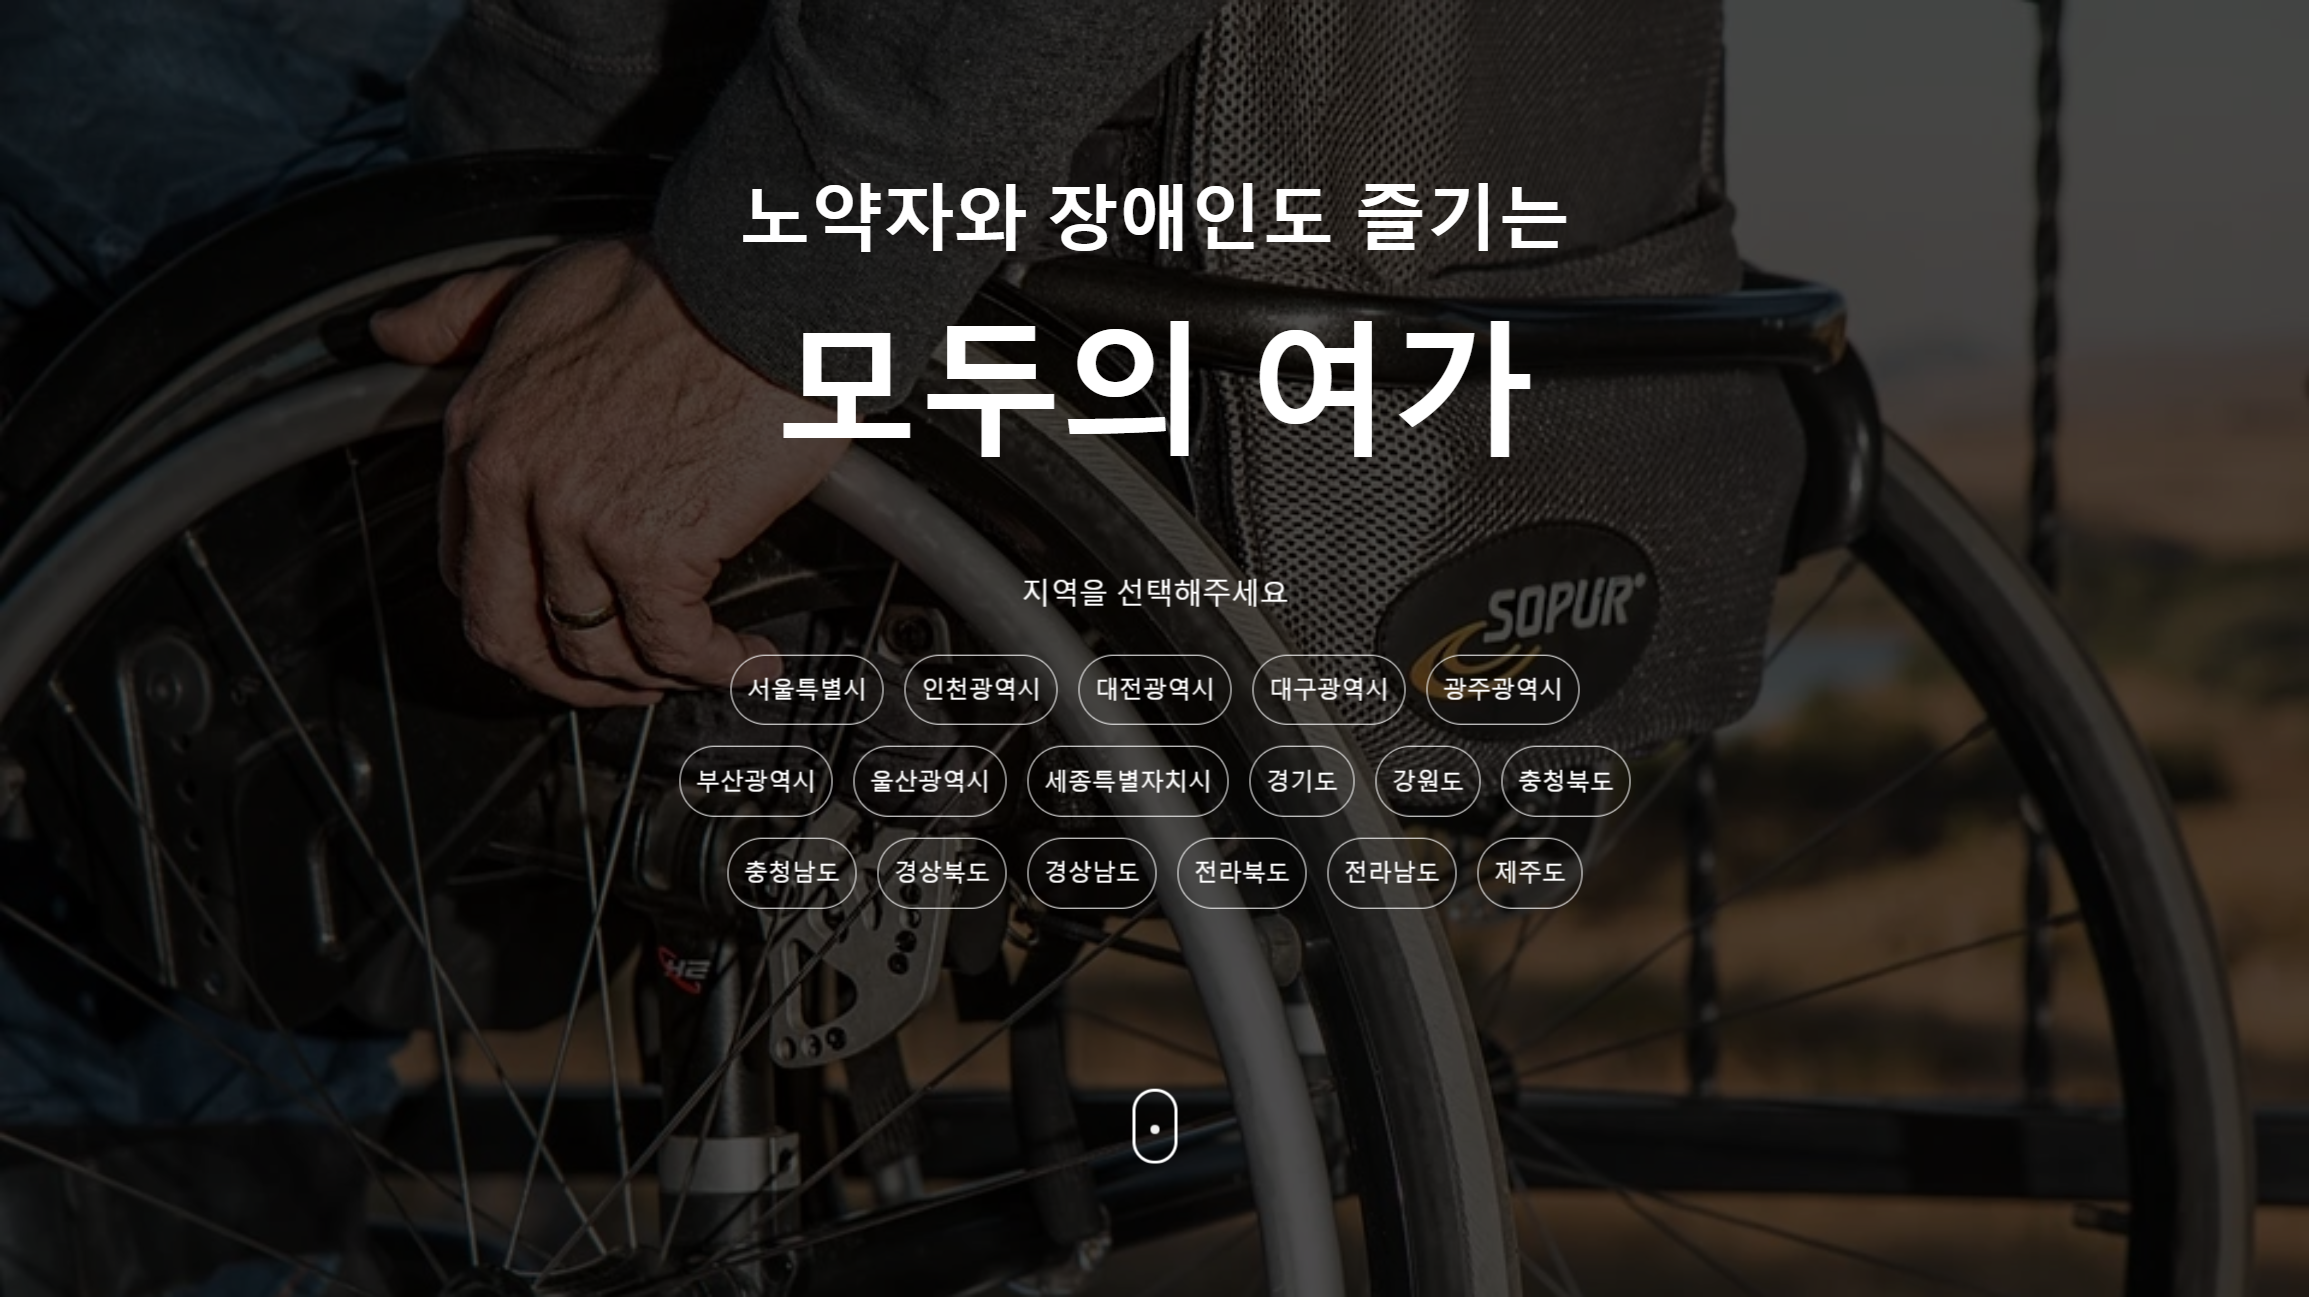 노약자와 장애인도 즐기는
모두의 여가
지역을 선택해주세요
SOPUR
서울특별시 인천광역시 대전광역시 대구광역시 광주광역시
부산광역시 울산광역시 세종특별자치시 경기도 강원도 충청북도
충청남도 경상북도 경상남도 전라북도 전라남도 제주도